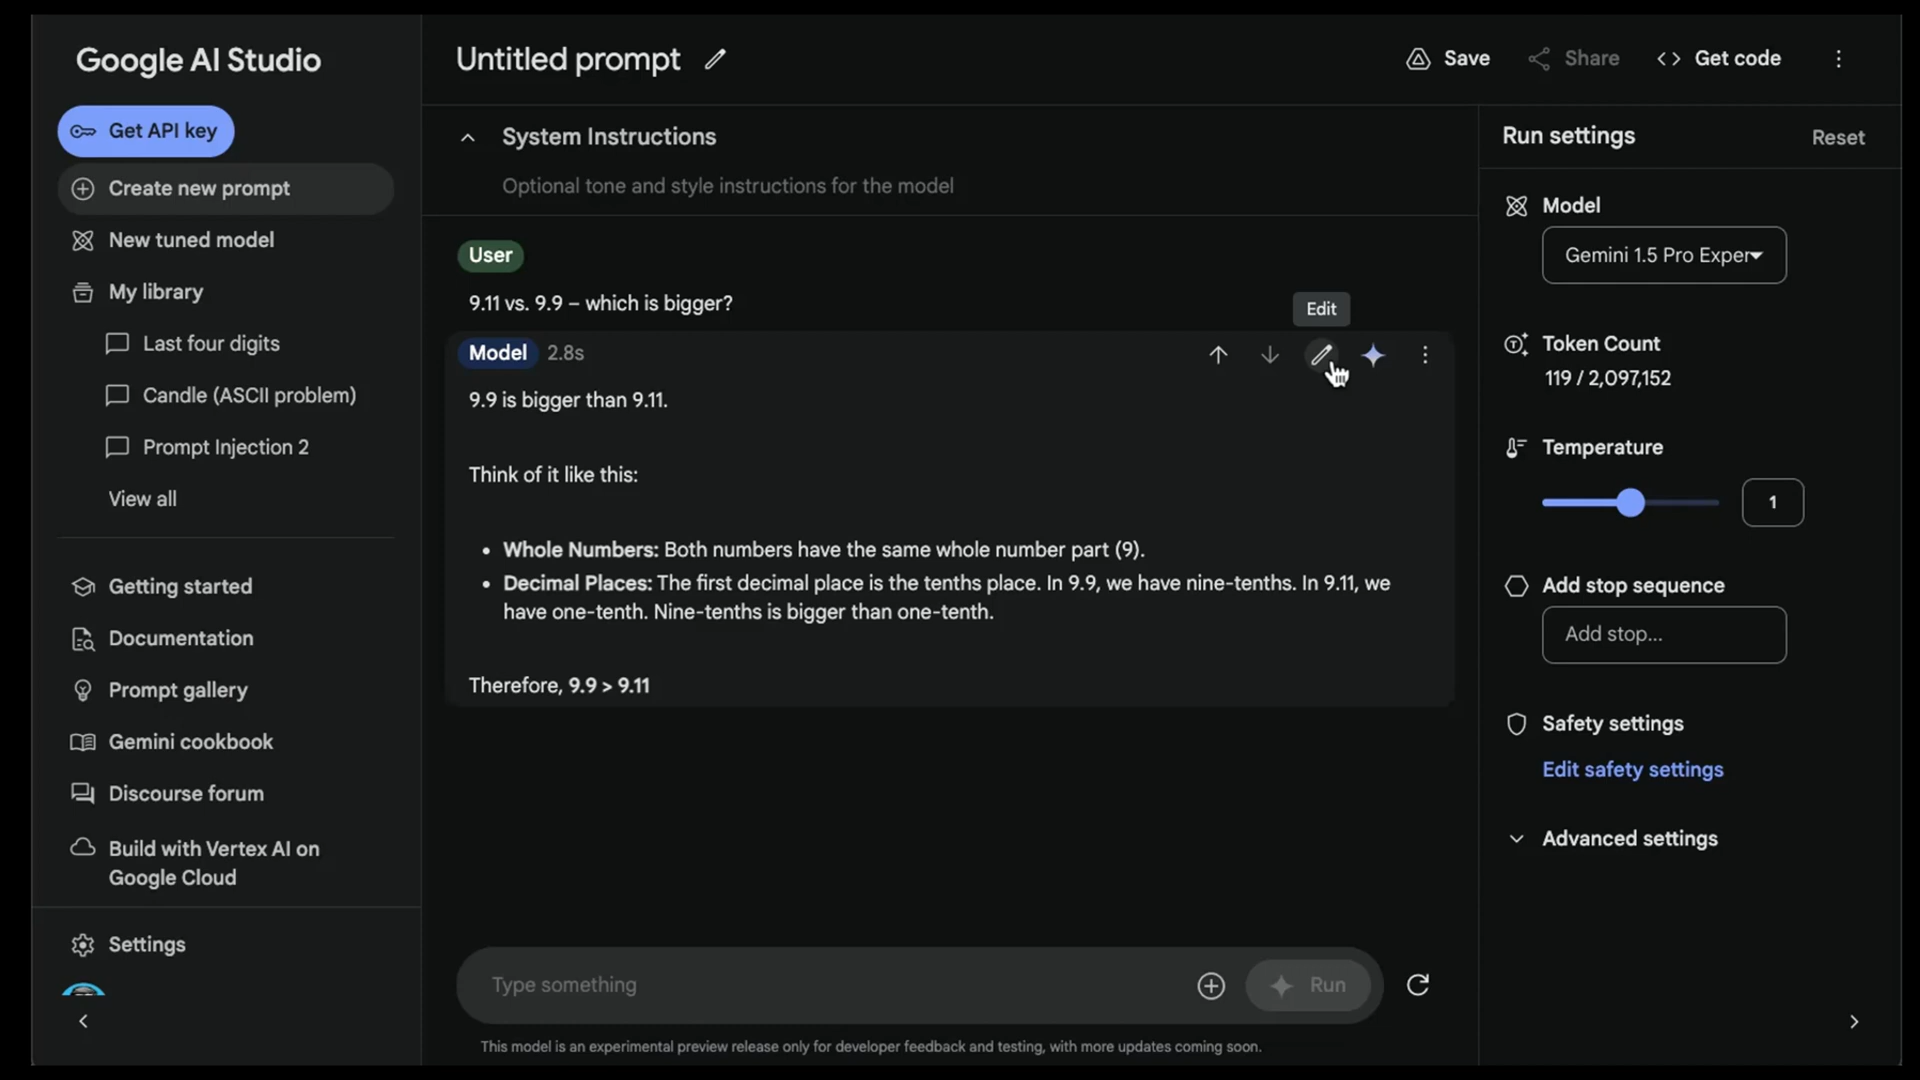 Google AI Studio
Get API key
Create new prompt
New tuned model
My library
Last four digits
Candle (ASCII problem)
Prompt Injection 2
View all
Getting started
Documentation
Prompt gallery
Gemini cookbook
Discourse forum
Build with Vertex AI on
Google Cloud
Settings
Untitled prompt
Save
Share
Get code
System Instructions
Optional tone and style instructions for the model
User
9.11 vs. 9.9 – which is bigger?
Edit
Model 2.8s
9.9 is bigger than 9.11.
Think of it like this:
• Whole Numbers: Both numbers have the same whole number part (9).
• Decimal Places: The first decimal place is the tenths place. In 9.9, we have nine-tenths. In 9.11, we
have one-tenth. Nine-tenths is bigger than one-tenth.
Therefore, 9.9 > 9.11
Type something
Run
This model is an experimental preview release only for developer feedback and testing, with more updates coming soon.
Run settings
Reset
Model
Gemini 1.5 Pro Exper
Token Count
119 / 2,097,152
Temperature
1
Add stop sequence
Add stop...
Safety settings
Edit safety settings
Advanced settings